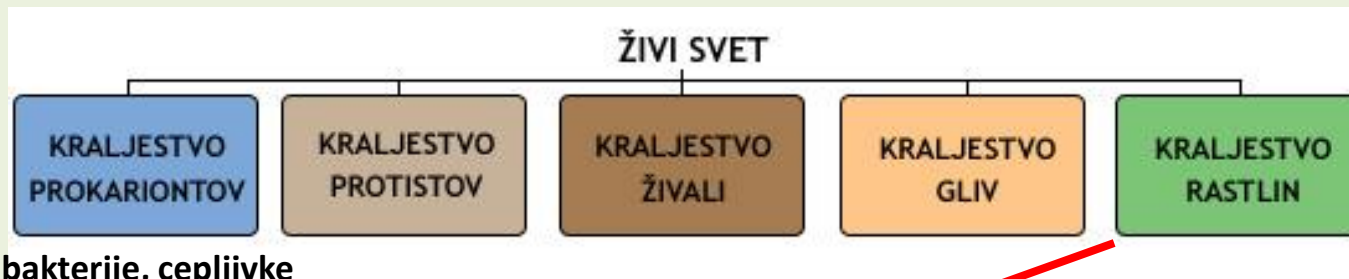 ŽIVI SVET
KRALJESTVO
PROKARIONTOV
KRALJESTVO
PROTISTOV
KRALJESTVO
ŽIVALI
KRALJESTVO
GLIV
KRALJESTVO
RASTLIN
bakterije, cepljivke